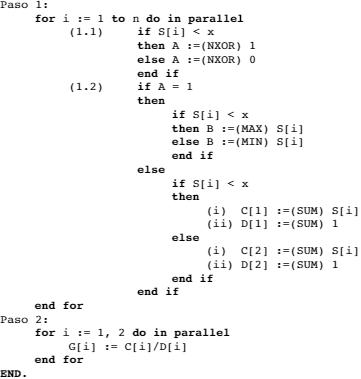 Paso 1:
for i := 1 to n do in parallel
(1.1) if S[i] < x
then A :=(NXOR) 1
else A :=(NXOR) 0
end if
(1.2) if A = 1
then
if S[i] < x
then B :=(MAX) S[i]
else B :=(MIN) S[i]
end if
else
if S[i] < x
then
(i) C[1] :=(SUM) S[i]
(ii) D[1] :=(SUM) 1
else
(i) C[2] :=(SUM) S[i]
(ii) D[2] :=(SUM) 1
end if
end if
end for
Paso 2:
for i := 1, 2 do in parallel
G[i] := C[i]/D[i]
end for
END.